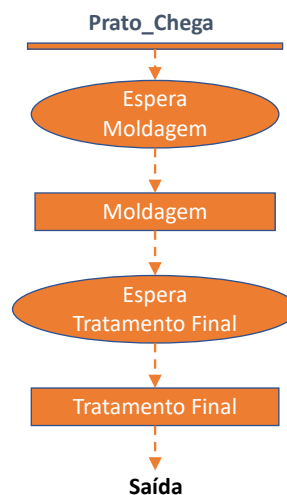 Prato_Chega
Espera
Moldagem
Moldagem
Espera
Tratamento Final
Tratamento Final
Saída